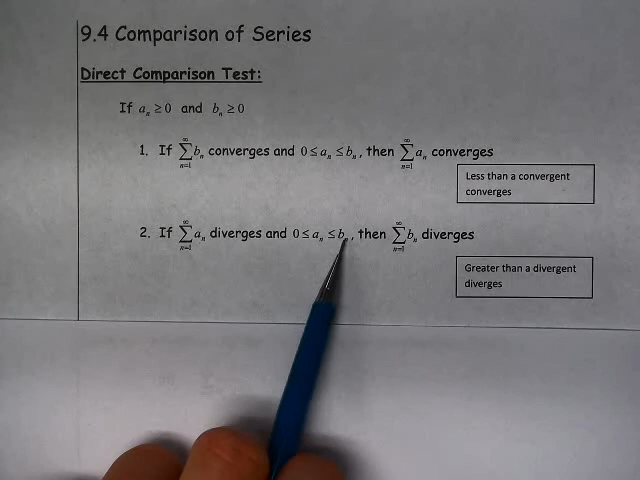 9.4 Comparison of Series
Direct Comparison Test:
If aₙ ≥ 0 and bₙ ≥ 0
1. If ∑_{n=1}^{∞} bₙ converges and 0 ≤ aₙ ≤ bₙ, then ∑_{n=1}^{∞} aₙ converges
Less than a convergent
converges
2. If ∑_{n=1}^{∞} aₙ diverges and 0 ≤ aₙ ≤ bₙ, then ∑_{n=1}^{∞} bₙ diverges
Greater than a divergent
diverges